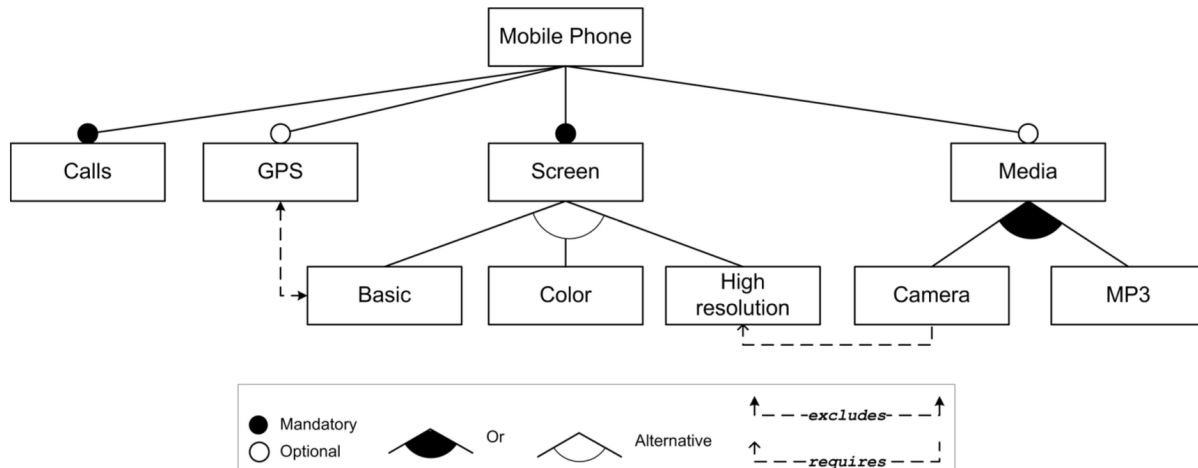 Mobile Phone
Calls
GPS
Screen
Media
Basic
Color
High
resolution
Camera
MP3
Mandatory
Optional
Or
Alternative
excludes
requires